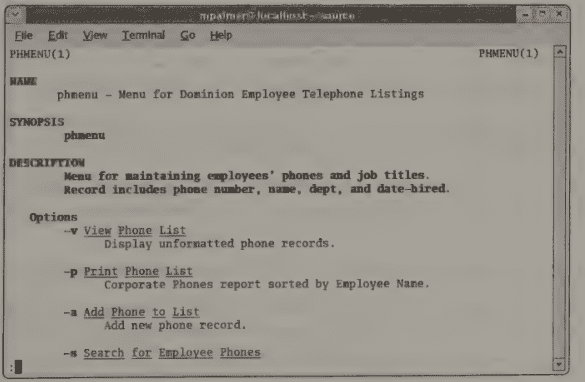 mpalmer@localhost:~/source
File Edit View Terminal Go Help
PHMENU(1) PHMENU(1)
NAME
phmenu - Menu for Dominion Employee Telephone Listings
SYNOPSIS
phmenu
DESCRIPTION
Menu for maintaining employees' phones and job titles.
Record includes phone number, name, dept, and date-hired.
Options
-v View Phone List
Display unformatted phone records.
-p Print Phone List
Corporate Phones report sorted by Employee Name.
-a Add Phone to List
Add new phone record.
-s Search for Employee Phones
: